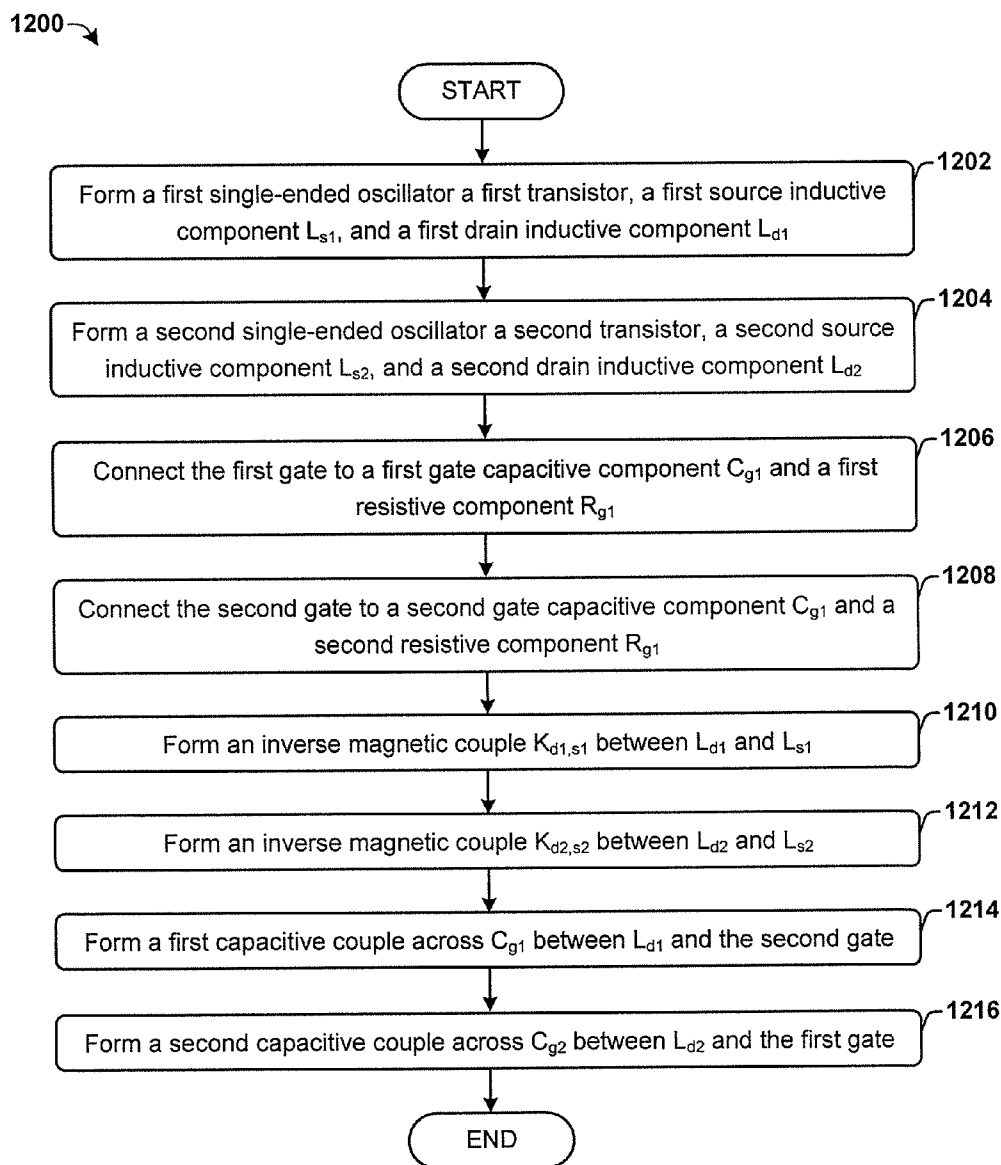 1200
START
1202
Form a first single-ended oscillator a first transistor, a first source inductive
component Ls1, and a first drain inductive component Ld1
1204
Form a second single-ended oscillator a second transistor, a second source
inductive component Ls2, and a second drain inductive component Ld2
1206
Connect the first gate to a first gate capacitive component Cg1 and a first
resistive component Rg1
1208
Connect the second gate to a second gate capacitive component Cg1 and a
second resistive component Rg1
1210
Form an inverse magnetic couple Kd1,s1 between Ld1 and Ls1
1212
Form an inverse magnetic couple Kd2,s2 between Ld2 and Ls2
1214
Form a first capacitive couple across Cg1 between Ld1 and the second gate
1216
Form a second capacitive couple across Cg2 between Ld2 and the first gate
END